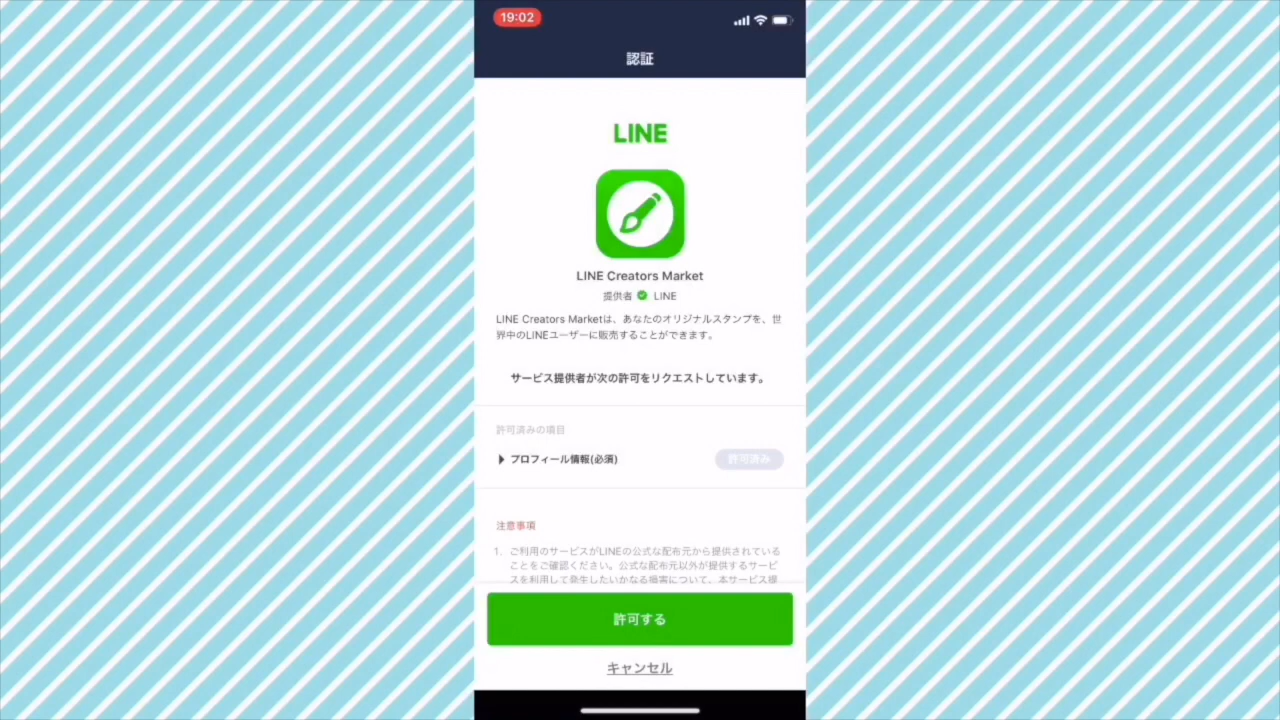 19:02
認証
LINE
LINE Creators Market
提供者 LINE
LINE Creators Marketは、あなたのオリジナルスタンプを、世
界中のLINEユーザーに販売することができます。
サービス提供者が次の許可をリクエストしています。
許可済みの項目
プロフィール情報(必須)
許可済み
注意事項
1. ご利用のサービスがLINEの公式な配布元から提供されている
ことをご確認ください。公式な配布元以外が提供するサービ
スを利用して発生したいかなる損害について、本サービス提
許可する
キャンセル